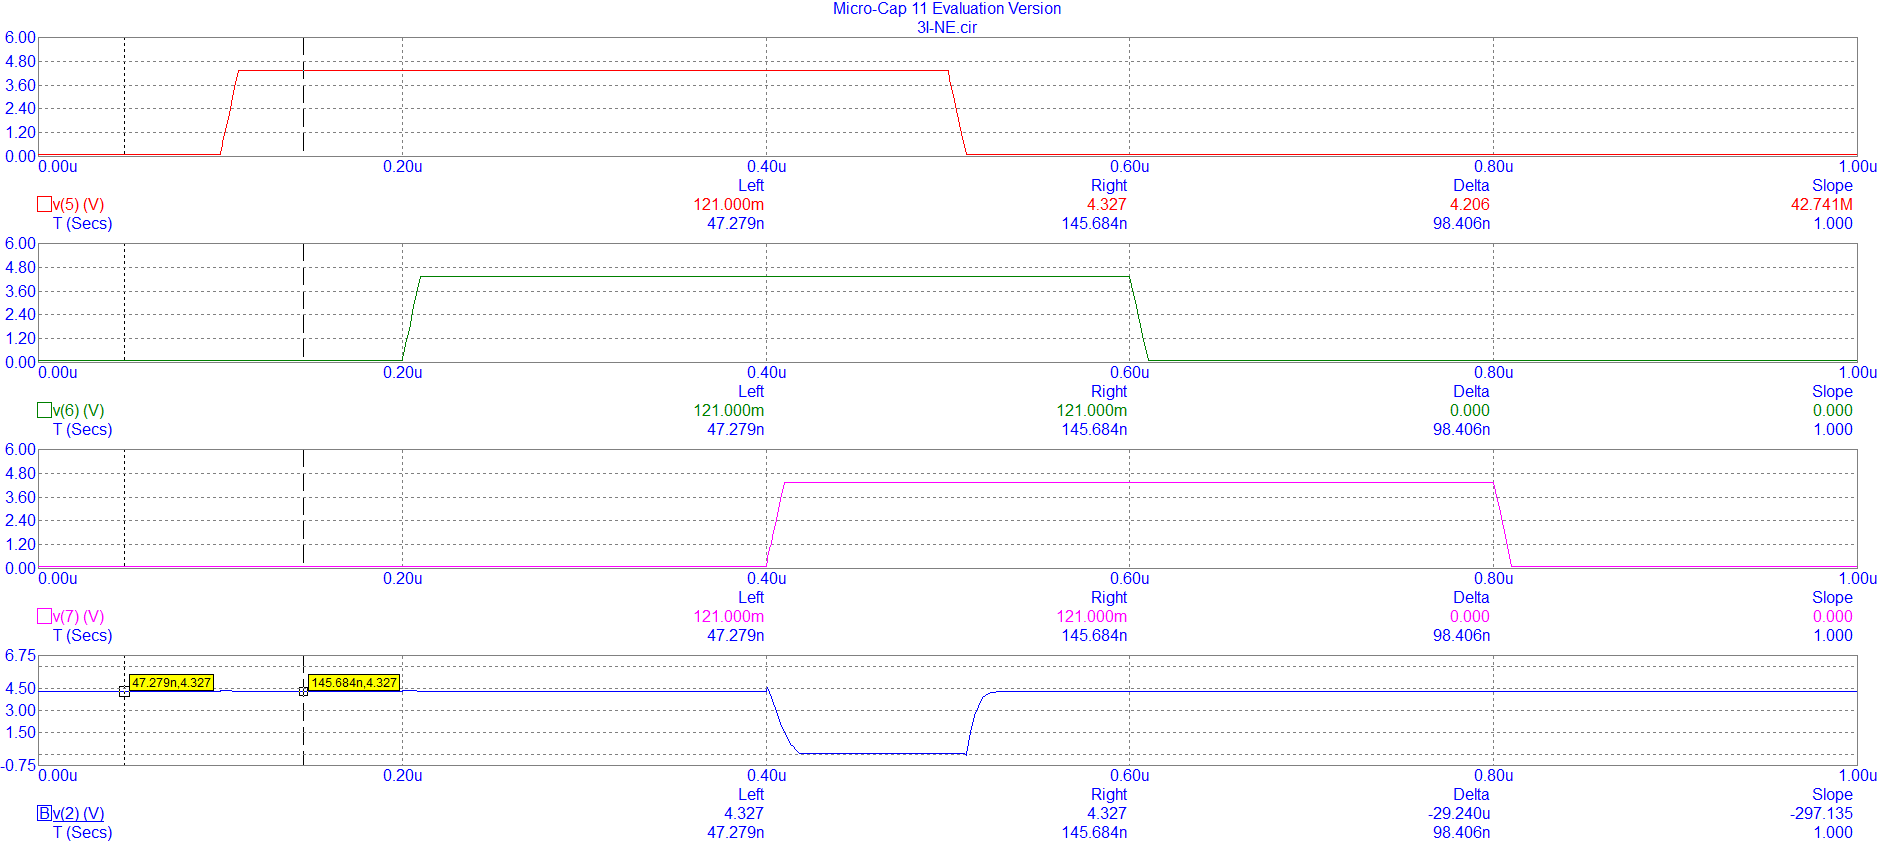 Micro-Cap 11 Evaluation Version
3I-NE.cir
6.00
4.80
3.60
2.40
1.20
0.00
0.00u 0.20u 0.40u 0.60u 0.80u 1.00u
Left Right Delta Slope
v(5) (V) 121.000m 4.327 4.206 42.741M
T (Secs) 47.279n 145.684n 98.406n 1.000
6.00
4.80
3.60
2.40
1.20
0.00
0.00u 0.20u 0.40u 0.60u 0.80u 1.00u
Left Right Delta Slope
v(6) (V) 121.000m 121.000m 0.000 0.000
T (Secs) 47.279n 145.684n 98.406n 1.000
6.00
4.80
3.60
2.40
1.20
0.00
0.00u 0.20u 0.40u 0.60u 0.80u 1.00u
Left Right Delta Slope
v(7) (V) 121.000m 121.000m 0.000 0.000
T (Secs) 47.279n 145.684n 98.406n 1.000
6.75
47.279n,4.327 145.684n,4.327
4.50
3.00
1.50
-0.75
0.00u 0.20u 0.40u 0.60u 0.80u 1.00u
Left Right Delta Slope
B v(2) (V) 4.327 4.327 -29.240u -297.135
T (Secs) 47.279n 145.684n 98.406n 1.000